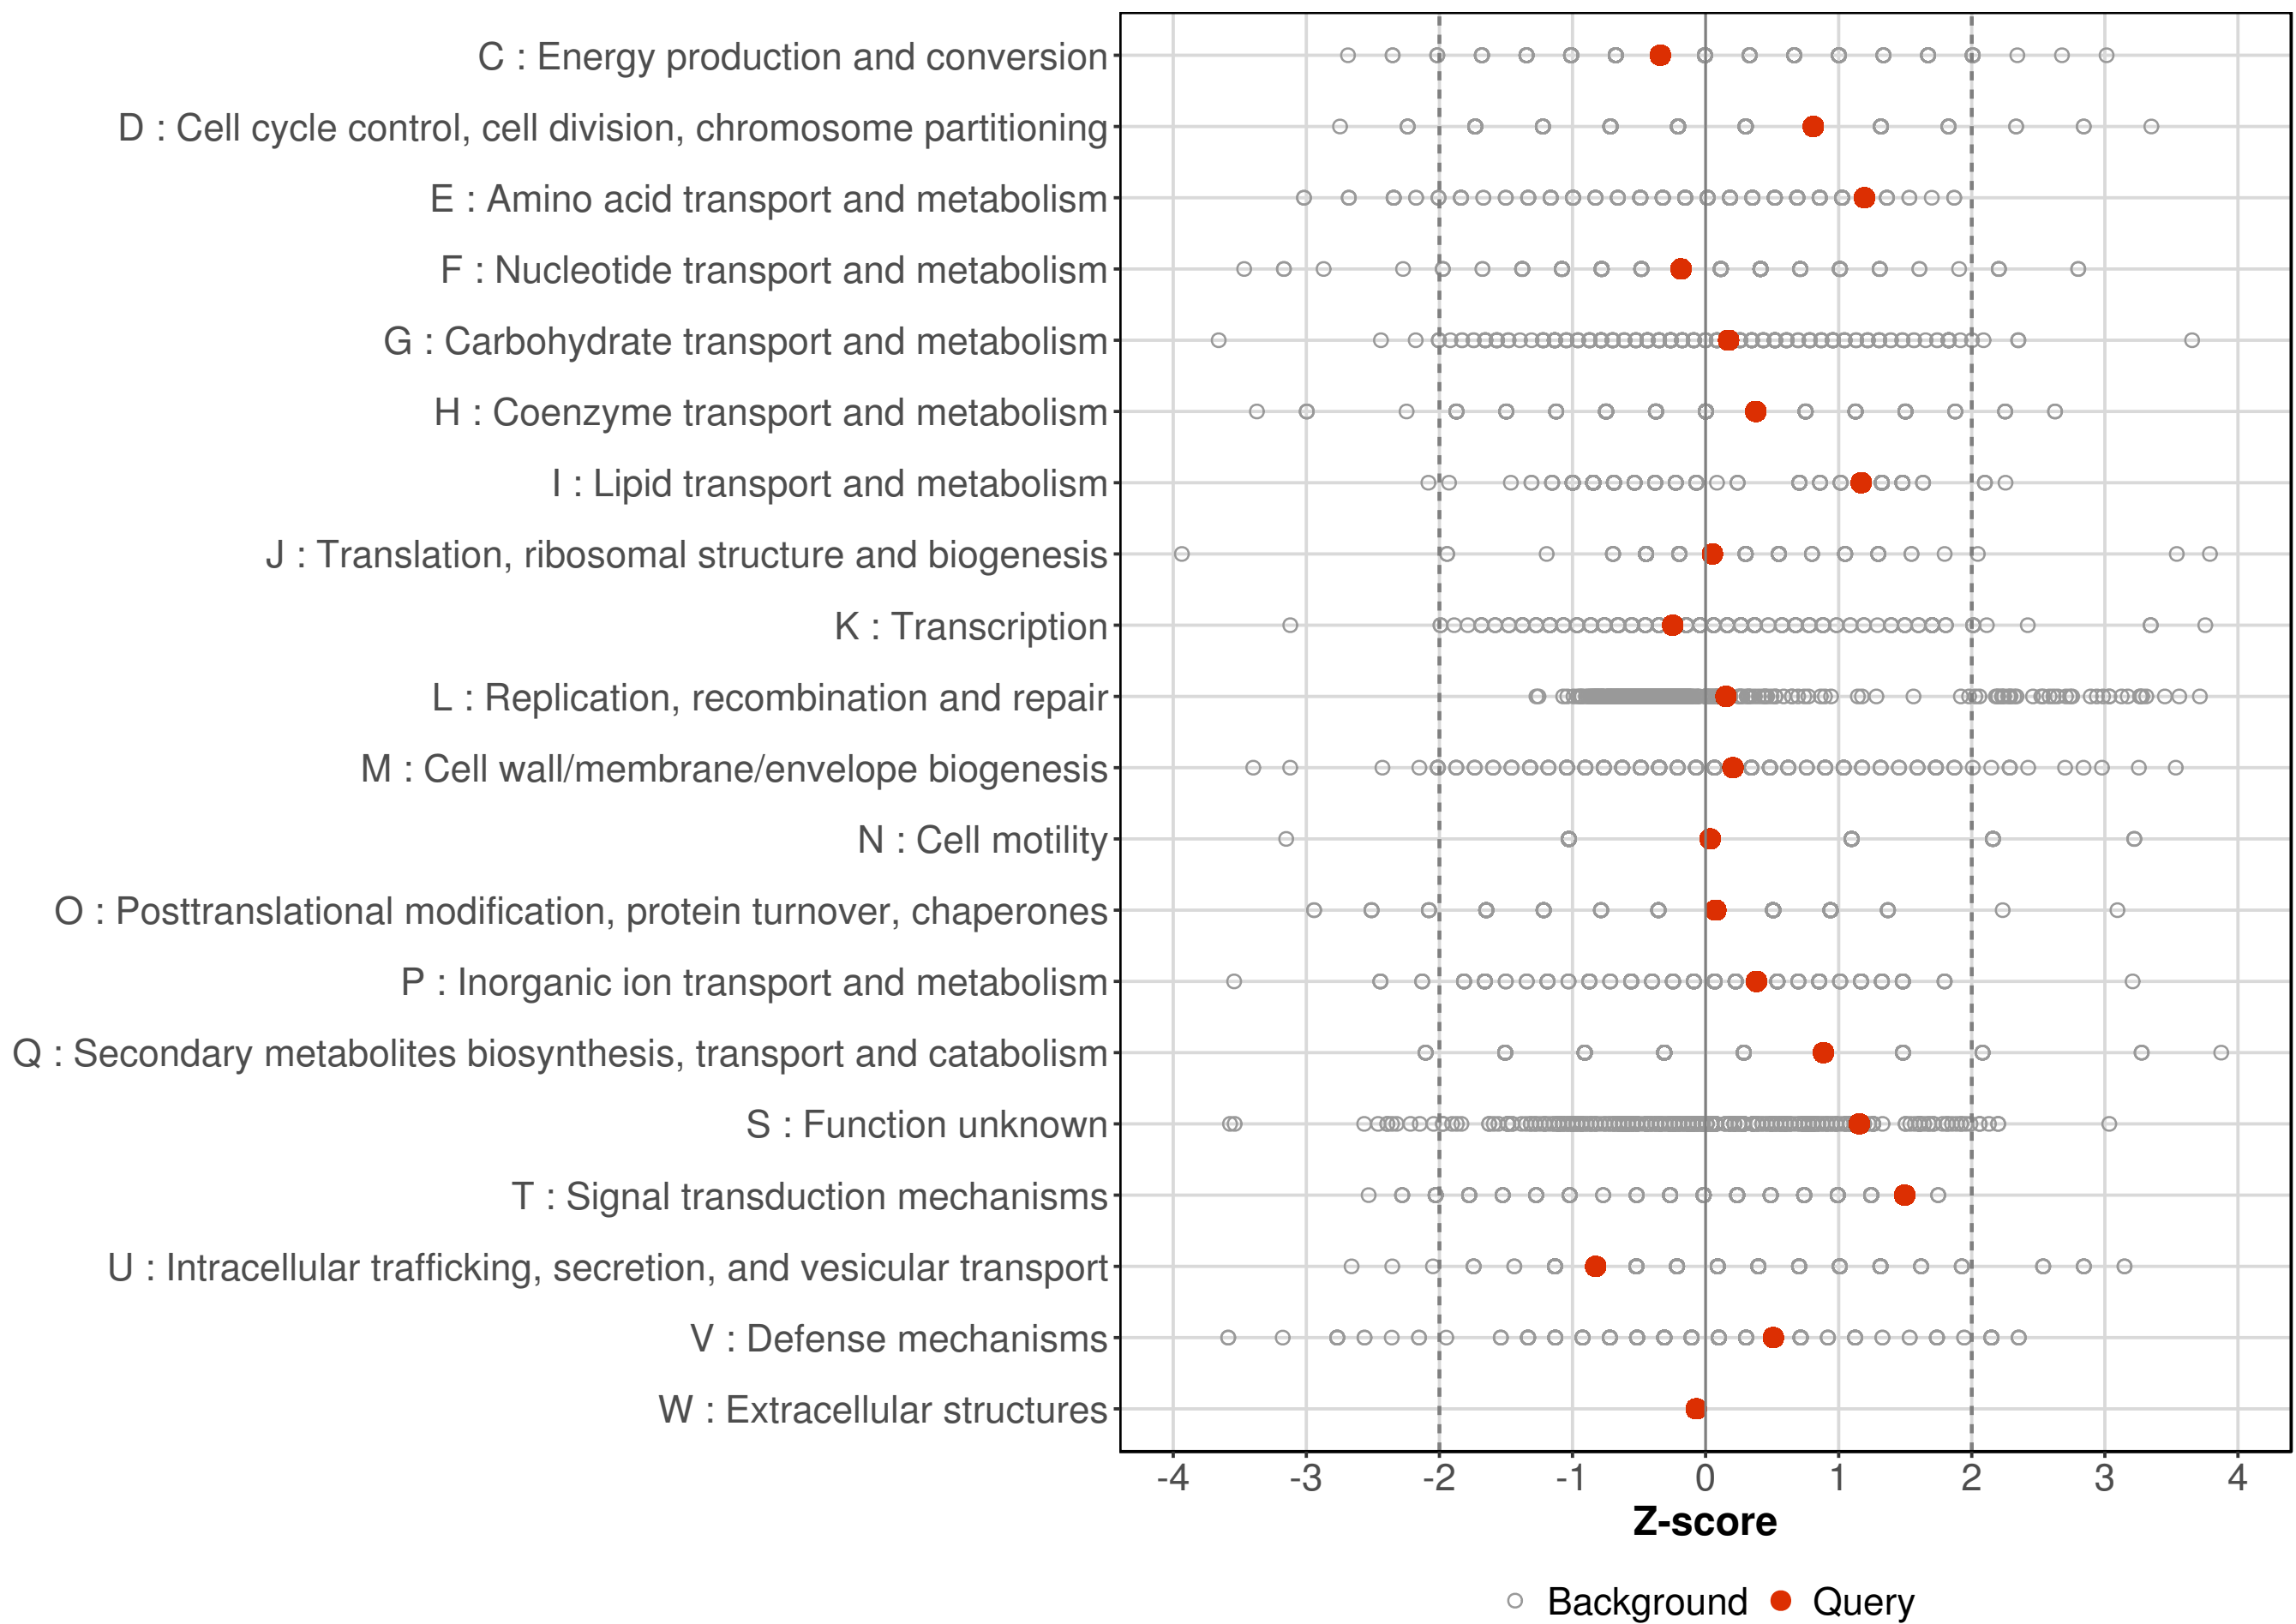 C : Energy production and conversion
D : Cell cycle control, cell division, chromosome partitioning
E : Amino acid transport and metabolism
F : Nucleotide transport and metabolism
G : Carbohydrate transport and metabolism
H : Coenzyme transport and metabolism
I : Lipid transport and metabolism
J : Translation, ribosomal structure and biogenesis
K : Transcription
L : Replication, recombination and repair
M : Cell wall/membrane/envelope biogenesis
N : Cell motility
O : Posttranslational modification, protein turnover, chaperones
P : Inorganic ion transport and metabolism
Q : Secondary metabolites biosynthesis, transport and catabolism
S : Function unknown
T : Signal transduction mechanisms
U : Intracellular trafficking, secretion, and vesicular transport
V : Defense mechanisms
W : Extracellular structures
-4 -3 -2 -1 0 1 2 3 4
Z-score
Background Query